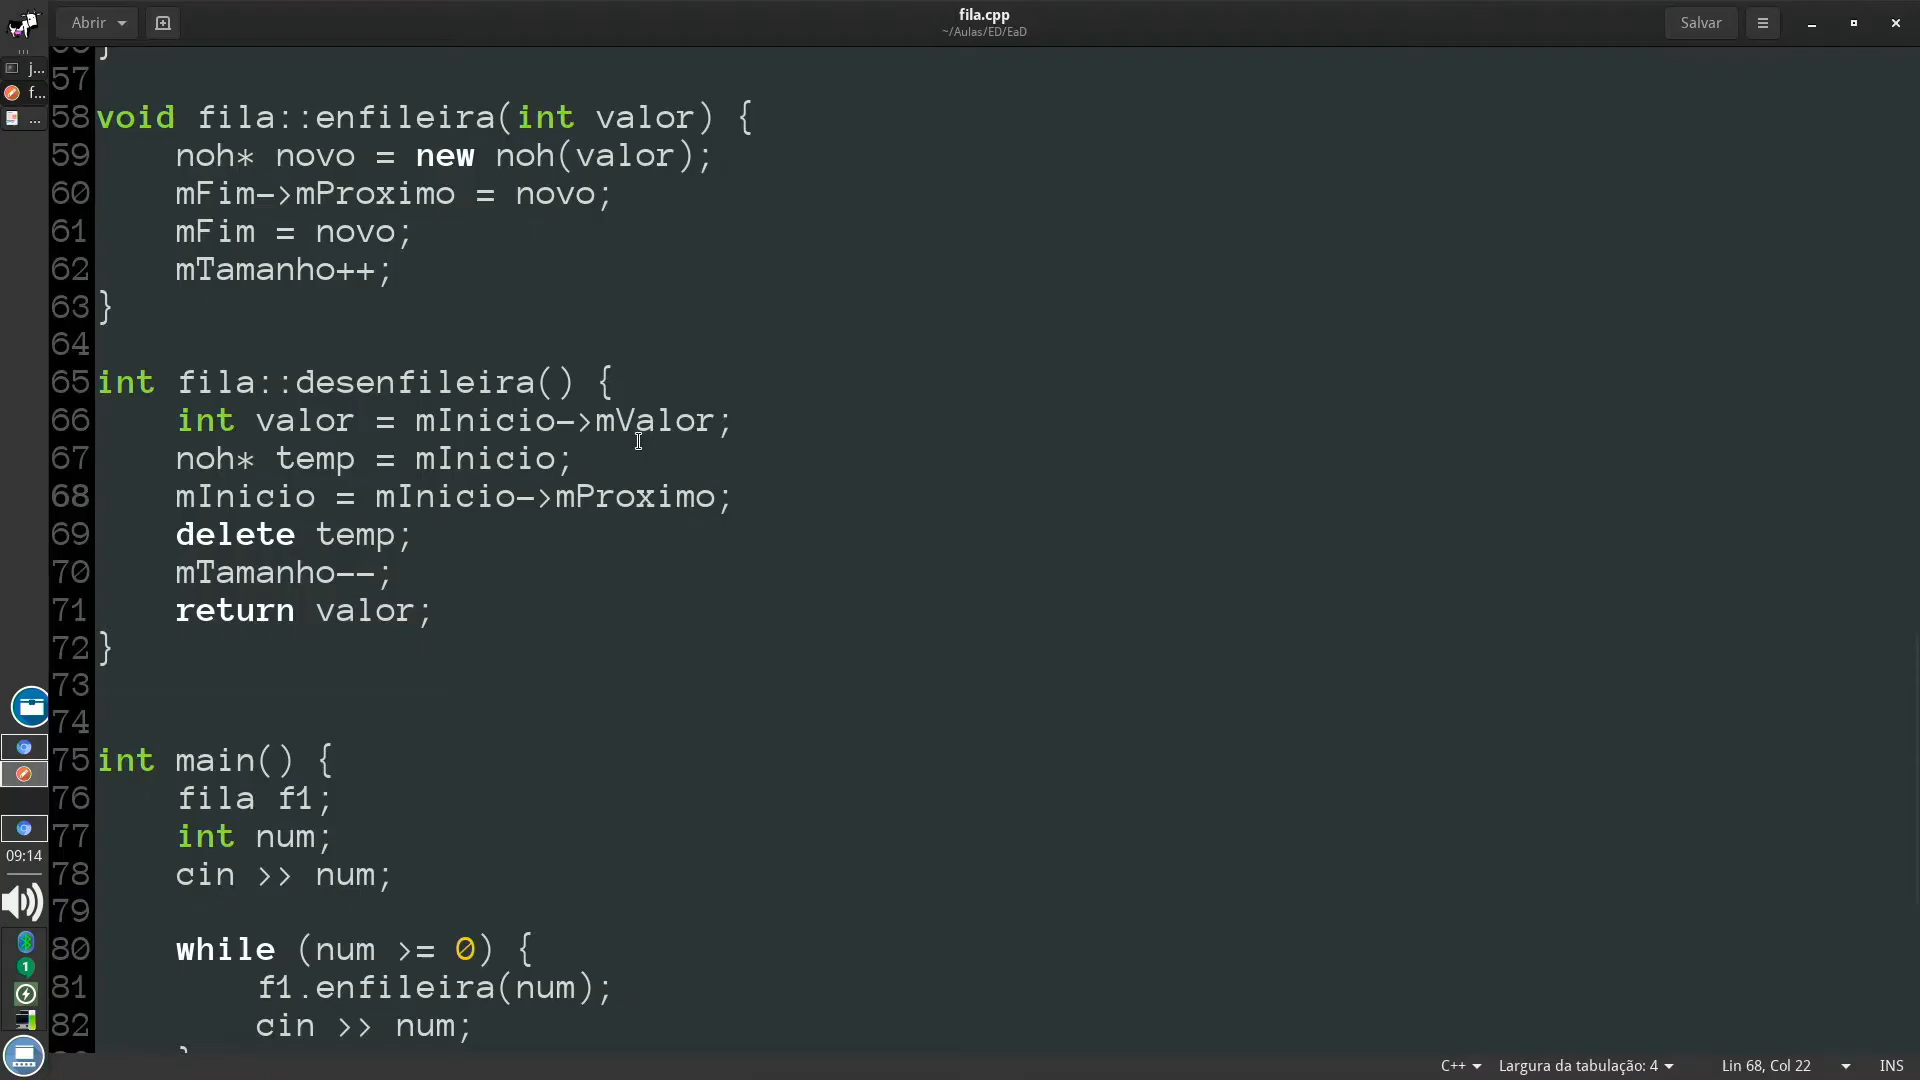 Abrir
fila.cpp
~/Aulas/ED/EaD
Salvar
j...
f...
...
57
58 void fila::enfileira(int valor) {
59     noh* novo = new noh(valor);
60     mFim->mProximo = novo;
61     mFim = novo;
62     mTamanho++;
63 }
64
65 int fila::desenfileira() {
66     int valor = mInicio->mValor;
67     noh* temp = mInicio;
68     mInicio = mInicio->mProximo;
69     delete temp;
70     mTamanho--;
71     return valor;
72 }
73
74
75 int main() {
76     fila f1;
77     int num;
78     cin >> num;
79
80     while (num >= 0) {
81         f1.enfileira(num);
82         cin >> num;
09:14
1
C++
Largura da tabulação: 4
Lin 68, Col 22
INS